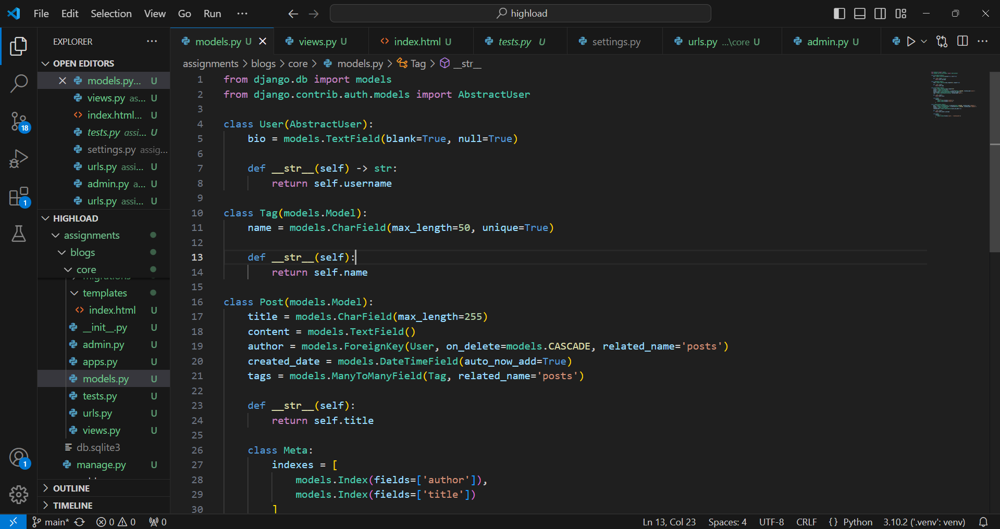 File Edit Selection View Go Run ··· highload
EXPLORER ···
OPEN EDITORS
models.py... U
views.py as... U
index.html... U
tests.py assi... U
settings.py assig...
urls.py assi... U
admin.py a... U
urls.py assi... U
HIGHLOAD
assignments
blogs
core
migrations
templates
index.html U
__init__.py U
admin.py U
apps.py U
models.py U
tests.py U
urls.py U
views.py U
db.sqlite3
manage.py U
OUTLINE
TIMELINE
18
1
1
models.py U views.py U index.html U tests.py U settings.py urls.py ...\core U admin.py U
assignments > blogs > core > models.py > Tag > __str__
1 from django.db import models
2 from django.contrib.auth.models import AbstractUser
3
4 class User(AbstractUser):
5     bio = models.TextField(blank=True, null=True)
6
7     def __str__(self) -> str:
8         return self.username
9
10 class Tag(models.Model):
11     name = models.CharField(max_length=50, unique=True)
12
13     def __str__(self):
14         return self.name
15
16 class Post(models.Model):
17     title = models.CharField(max_length=255)
18     content = models.TextField()
19     author = models.ForeignKey(User, on_delete=models.CASCADE, related_name='posts')
20     created_date = models.DateTimeField(auto_now_add=True)
21     tags = models.ManyToManyField(Tag, related_name='posts')
22
23     def __str__(self):
24         return self.title
25
26     class Meta:
27         indexes = [
28             models.Index(fields=['author']),
29             models.Index(fields=['title'])
30         ]
main* 0 0 0 Ln 13, Col 23 Spaces: 4 UTF-8 CRLF {} Python 3.10.2 ('.venv': venv)